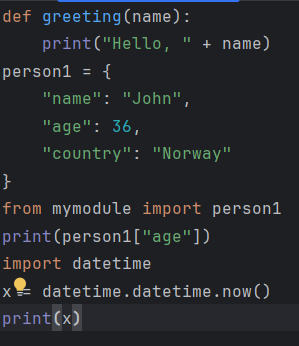 def greeting(name):
    print("Hello, " + name)
person1 = {
    "name": "John",
    "age": 36,
    "country": "Norway"
}
from mymodule import person1
print(person1["age"])
import datetime
x = datetime.datetime.now()
print(x)